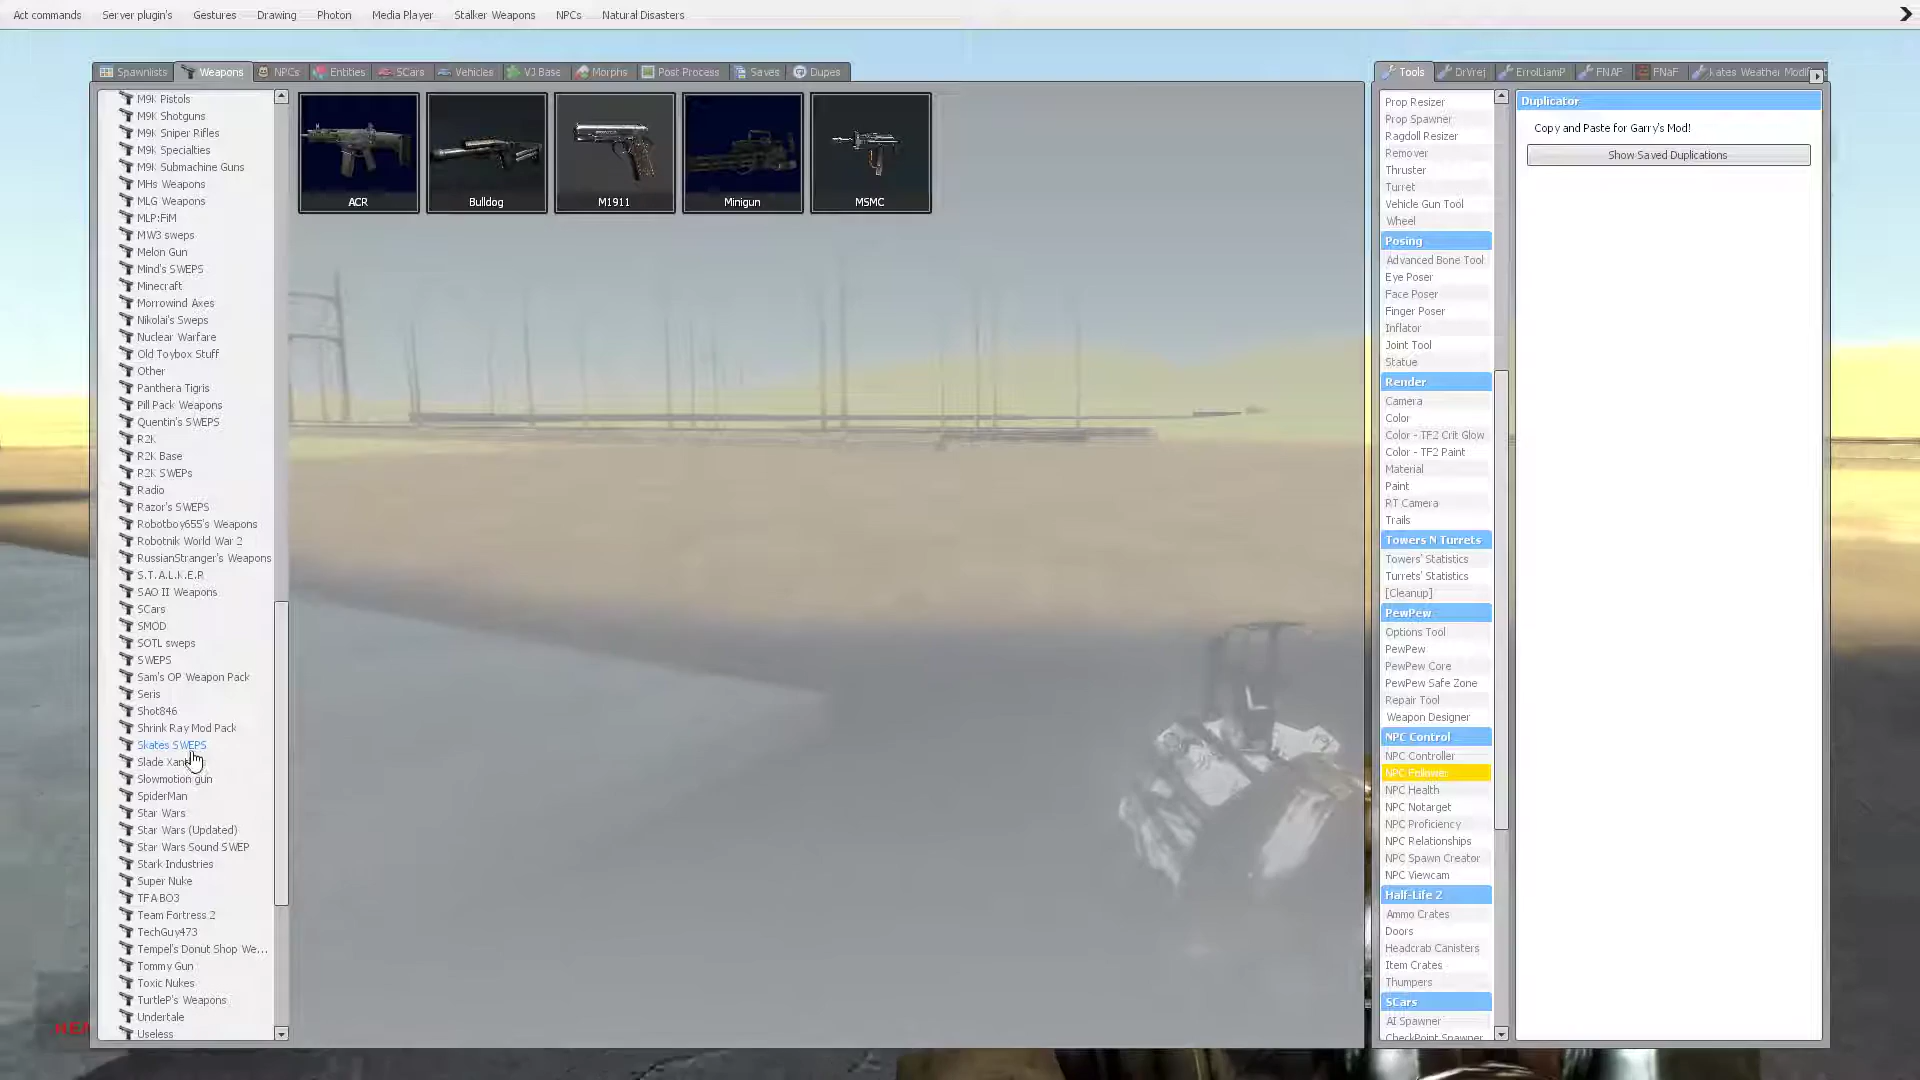 Act commands Server plugin's Gestures Drawing Photon Media Player Stalker Weapons NPCs Natural Disasters
Spawnlists Weapons NPCs Entities SCars Vehicles VJ Base Morphs Post Process Saves Dupes
M9K Pistols
M9K Shotguns
M9K Sniper Rifles
M9K Specialties
M9K Submachine Guns
MHs Weapons
MLG Weapons
MLP:FiM
MW3 sweps
Melon Gun
Mind's SWEPS
Minecraft
Morrowind Axes
Nikolai's Sweps
Nuclear Warfare
Old Toybox Stuff
Other
Panthera Tigris
Pill Pack Weapons
Quentin's SWEPS
R2K
R2K Base
R2K SWEPs
Radio
Razor's SWEPS
Robotboy655's Weapons
Robotnik World War 2
RussianStranger's Weapons
S.T.A.L.K.E.R
SAO II Weapons
SCars
SMOD
SOTL sweps
SWEPS
Sam's OP Weapon Pack
Seris
Shot846
Shrink Ray Mod Pack
Skates SWEPS
Slade
Slowmotion gun
SpiderMan
Star Wars
Star Wars (Updated)
Star Wars Sound SWEP
Stark Industries
Super Nuke
TFA BO3
Team Fortress 2
TechGuy473
Tempel's Donut Shop We...
Tommy Gun
Toxic Nukes
TurtleP's Weapons
Undertale
Useless
ACR Bulldog M1911 Minigun MSMC
Tools DrVrej ErrolLiamP FNAF FNaF kates Weather Modif
Prop Resizer
Prop Spawner
Ragdoll Resizer
Remover
Thruster
Turret
Vehicle Gun Tool
Wheel
Posing
Advanced Bone Tool
Eye Poser
Face Poser
Finger Poser
Inflator
Joint Tool
Statue
Render
Camera
Color
Color - TF2 Crit Glow
Color - TF2 Paint
Material
Paint
RT Camera
Trails
Towers N Turrets
Towers' Statistics
Turrets' Statistics
[Cleanup]
PewPew
Options Tool
PewPew
PewPew Core
PewPew Safe Zone
Repair Tool
Weapon Designer
NPC Control
NPC Controller
NPC Follower
NPC Health
NPC Notarget
NPC Proficiency
NPC Relationships
NPC Spawn Creator
NPC Viewcam
Half-Life 2
Ammo Crates
Doors
Headcrab Canisters
Item Crates
Thumpers
SCars
AI Spawner
CheckPoint Spawner
Duplicator
Copy and Paste for Garry's Mod!
Show Saved Duplications